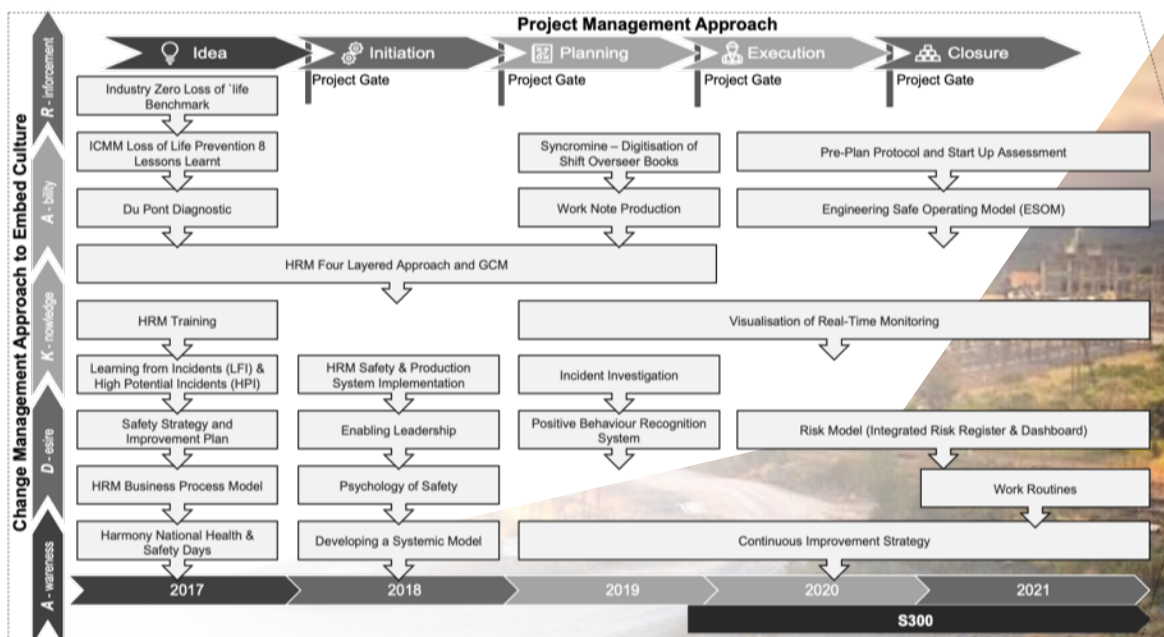 Project Management Approach
Idea
Initiation
Planning
Execution
Closure
Project Gate
Project Gate
Project Gate
Project Gate
Change Management Approach to Embed Culture
R - inforcement
A - bility
K - nowledge
D - esire
A - wareness
Industry Zero Loss of `life
Benchmark
ICMM Loss of Life Prevention 8
Lessons Learnt
Syncromine – Digitisation of
Shift Overseer Books
Pre-Plan Protocol and Start Up Assessment
Du Pont Diagnostic
Work Note Production
Engineering Safe Operating Model (ESOM)
HRM Four Layered Approach and GCM
HRM Training
Visualisation of Real-Time Monitoring
Learning from Incidents (LFI) &
High Potential Incidents (HPI)
HRM Safety & Production
System Implementation
Incident Investigation
Safety Strategy and
Improvement Plan
Enabling Leadership
Positive Behaviour Recognition
System
Risk Model (Integrated Risk Register & Dashboard)
HRM Business Process Model
Psychology of Safety
Work Routines
Harmony National Health &
Safety Days
Developing a Systemic Model
Continuous Improvement Strategy
2017
2018
2019
2020
2021
S300